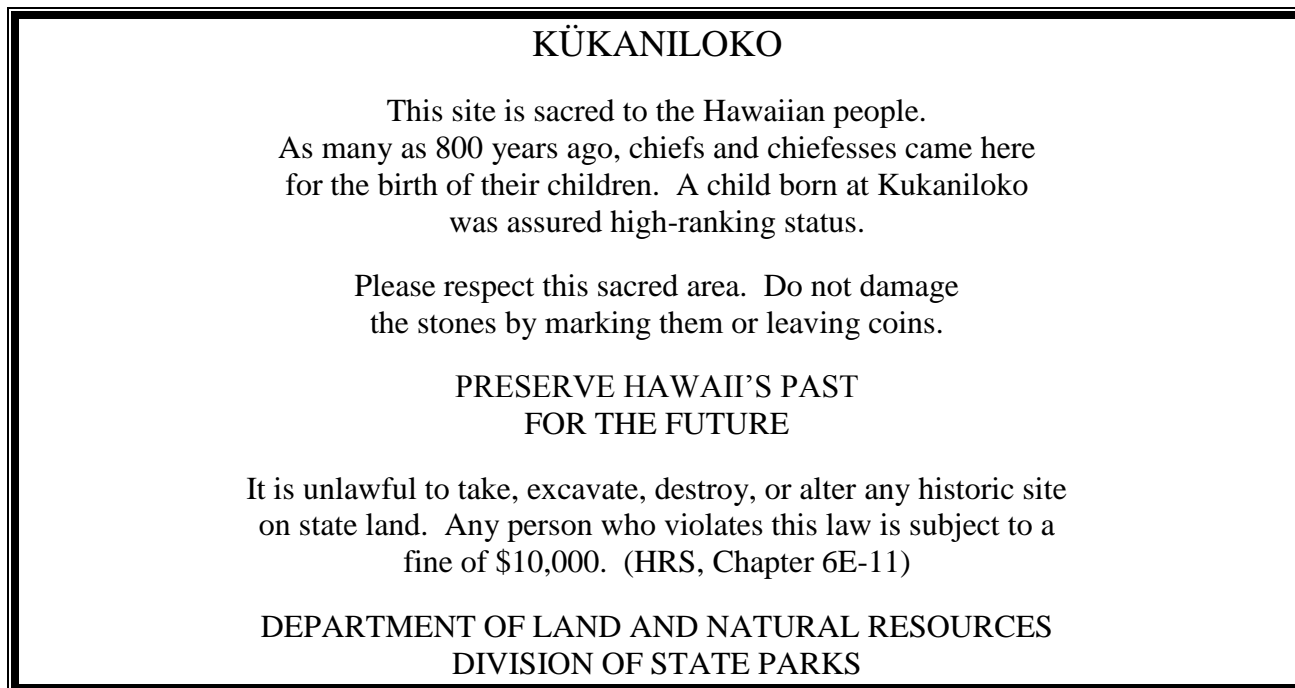 KÜKANILOKO
This site is sacred to the Hawaiian people.
As many as 800 years ago, chiefs and chiefesses came here
for the birth of their children.  A child born at Kukaniloko
was assured high-ranking status.
Please respect this sacred area.  Do not damage
the stones by marking them or leaving coins.
PRESERVE HAWAII’S PAST
FOR THE FUTURE
It is unlawful to take, excavate, destroy, or alter any historic site
on state land.  Any person who violates this law is subject to a
fine of $10,000.  (HRS, Chapter 6E-11)
DEPARTMENT OF LAND AND NATURAL RESOURCES
DIVISION OF STATE PARKS